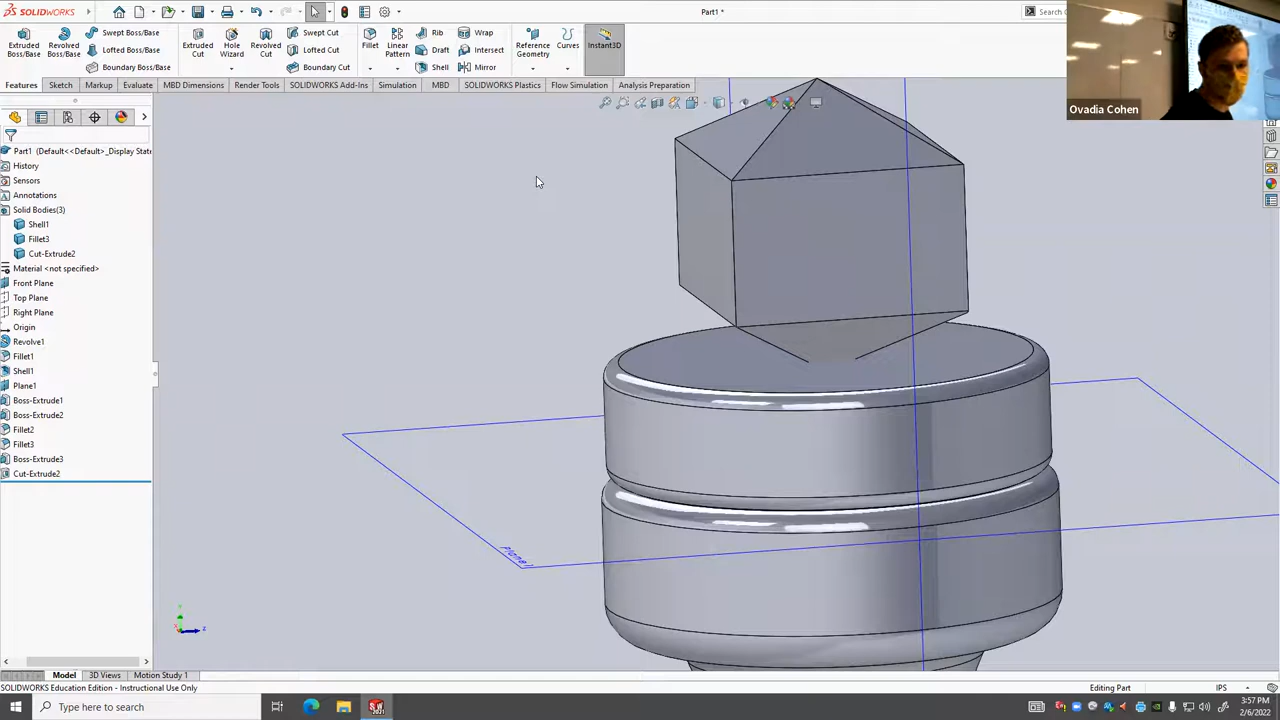 SOLIDWORKS
Part1 *
Search
Extruded Boss/Base
Revolved Boss/Base
Swept Boss/Base
Lofted Boss/Base
Boundary Boss/Base
Extruded Cut
Hole Wizard
Revolved Cut
Swept Cut
Lofted Cut
Boundary Cut
Fillet
Linear Pattern
Rib
Draft
Shell
Wrap
Intersect
Mirror
Reference Geometry
Curves
Instant3D
Features
Sketch
Markup
Evaluate
MBD Dimensions
Render Tools
SOLIDWORKS Add-Ins
Simulation
MBD
SOLIDWORKS Plastics
Flow Simulation
Analysis Preparation
Ovadia Cohen
Part1 (Default<<Default>_Display State
History
Sensors
Annotations
Solid Bodies(3)
Shell1
Fillet3
Cut-Extrude2
Material <not specified>
Front Plane
Top Plane
Right Plane
Origin
Revolve1
Fillet1
Shell1
Plane1
Boss-Extrude1
Boss-Extrude2
Fillet2
Fillet3
Boss-Extrude3
Cut-Extrude2
Model
3D Views
Motion Study 1
SOLIDWORKS Education Edition - Instructional Use Only
Editing Part
IPS
Type here to search
3:57 PM
2/6/2022